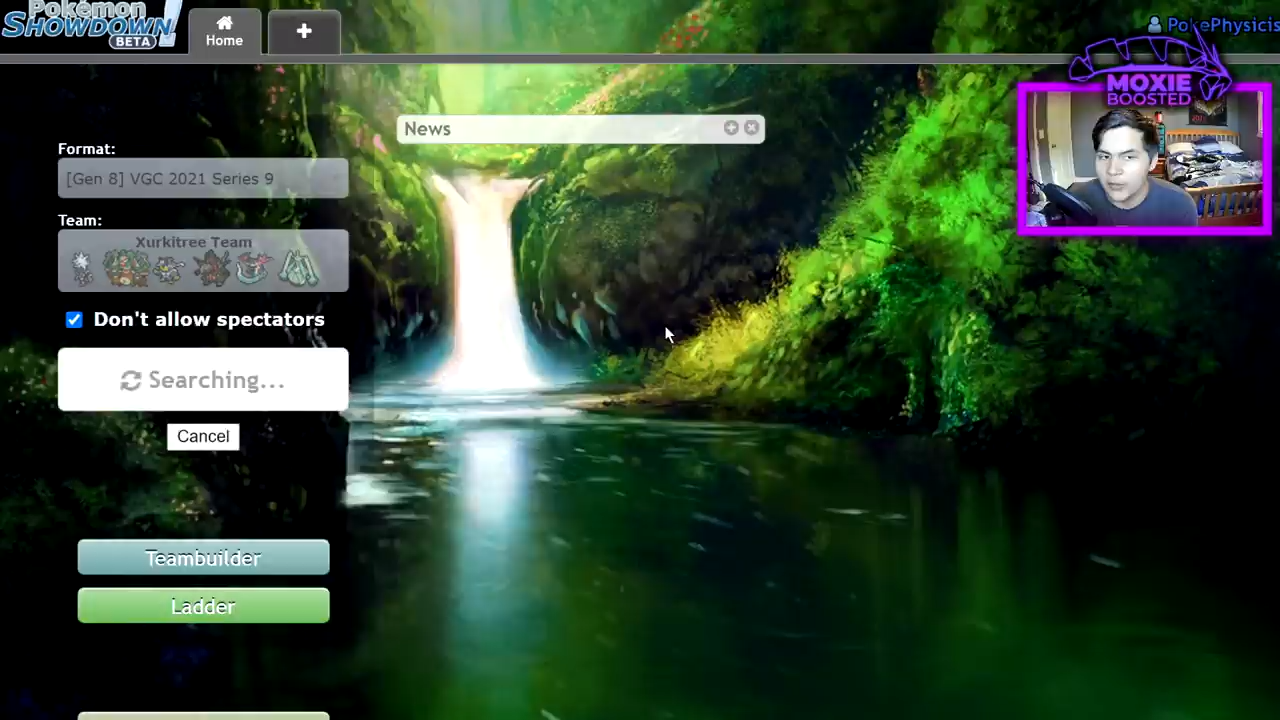 Pokémon
SHOWDOWN!
BETA
Home
PokePhysicis
MOXIE
BOOSTED
News
Format:
[Gen 8] VGC 2021 Series 9
Team:
Xurkitree Team
Don't allow spectators
Searching...
Cancel
Teambuilder
Ladder